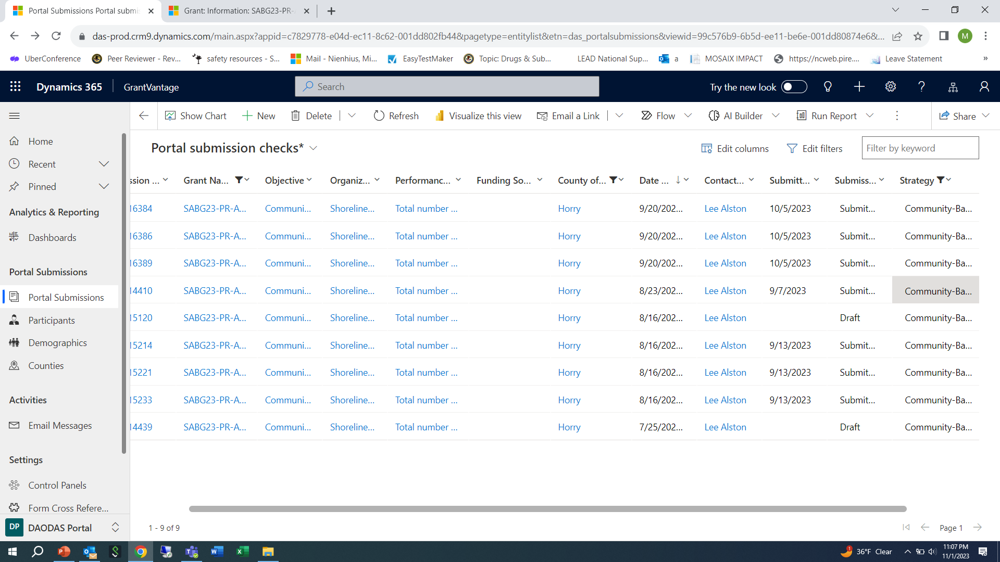 Portal Submissions Portal submi
Grant: Information: SABG23-PR-
das-prod.crm9.dynamics.com/main.aspx?appid=c7829778-e04d-ec11-8c62-001dd802fb44&pagetype=entitylist&etn=das_portalsubmissions&viewid=99c576b9-6b5d-ee11-be6e-001dd80874e6&...
M
UberConference
Peer Reviewer - Rev...
safety resources - S...
Mail - Nienhius, Mi...
EasyTestMaker
Topic: Drugs & Sub...
LEAD National Sup...
a
MOSAIX IMPACT
https://ncweb.pire....
Leave Statement
»
Dynamics 365
GrantVantage
Search
Try the new look
Show Chart
New
Delete
Refresh
Visualize this view
Email a Link
Flow
AI Builder
Run Report
Share
Home
Recent
Pinned
Analytics & Reporting
Dashboards
Portal Submissions
Portal Submissions
Participants
Demographics
Counties
Activities
Email Messages
Settings
Control Panels
Form Cross Refere...
DP DAODAS Portal
Portal submission checks*
Edit columns
Edit filters
Filter by keyword
ssion ... Grant Na... Objective Organiz... Performanc... Funding So... County of... Date ... Contact... Submitt... Submiss... Strategy
16384 SABG23-PR-A... Communi... Shoreline... Total number ... Horry 9/20/202... Lee Alston 10/5/2023 Submit... Community-Ba...
16386 SABG23-PR-A... Communi... Shoreline... Total number ... Horry 9/20/202... Lee Alston 10/5/2023 Submit... Community-Ba...
16389 SABG23-PR-A... Communi... Shoreline... Total number ... Horry 9/20/202... Lee Alston 10/5/2023 Submit... Community-Ba...
14410 SABG23-PR-A... Communi... Shoreline... Total number ... Horry 8/23/202... Lee Alston 9/7/2023 Submit... Community-Ba...
15120 SABG23-PR-A... Communi... Shoreline... Total number ... Horry 8/16/202... Lee Alston Draft Community-Ba...
15214 SABG23-PR-A... Communi... Shoreline... Total number ... Horry 8/16/202... Lee Alston 9/13/2023 Submit... Community-Ba...
15221 SABG23-PR-A... Communi... Shoreline... Total number ... Horry 8/16/202... Lee Alston 9/13/2023 Submit... Community-Ba...
15233 SABG23-PR-A... Communi... Shoreline... Total number ... Horry 8/16/202... Lee Alston 9/13/2023 Submit... Community-Ba...
14439 SABG23-PR-A... Communi... Shoreline... Total number ... Horry 7/25/202... Lee Alston Draft Community-Ba...
1 - 9 of 9
Page 1
36°F Clear
11:07 PM
11/1/2023